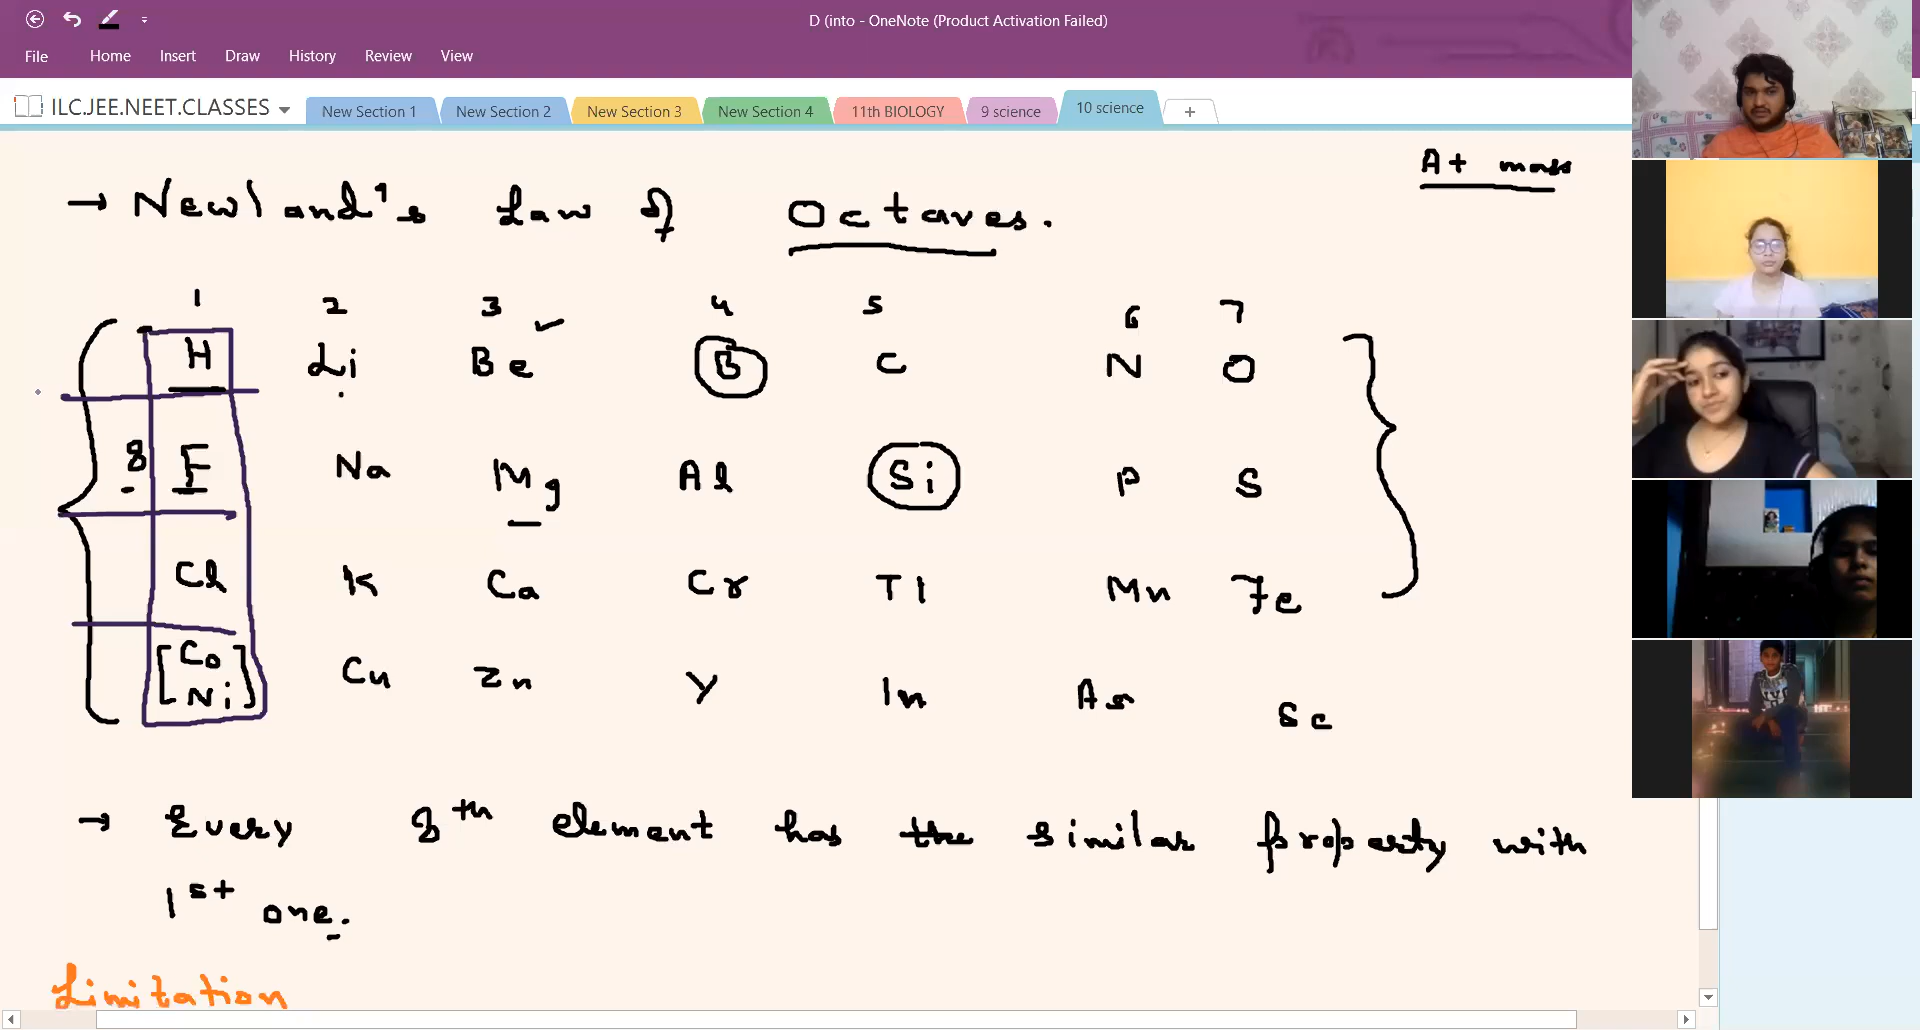 D (into - OneNote (Product Activation Failed)
File Home Insert Draw History Review View
ILC.JEE.NEET.CLASSES New Section 1 New Section 2 New Section 3 New Section 4 11th BIOLOGY 9 science 10 science +
At mass
→ Newland's Law of Octaves.
1 2 3 4 5 6 7
H Li Be ✓ B C N O
8 F Na Mg Al Si P S
Cl K Ca Cr TI Mn Fe
[Co Cu Zn Y In As Se
Ni]
→ Every 8th element has the similar property with
1st one.
Limitation